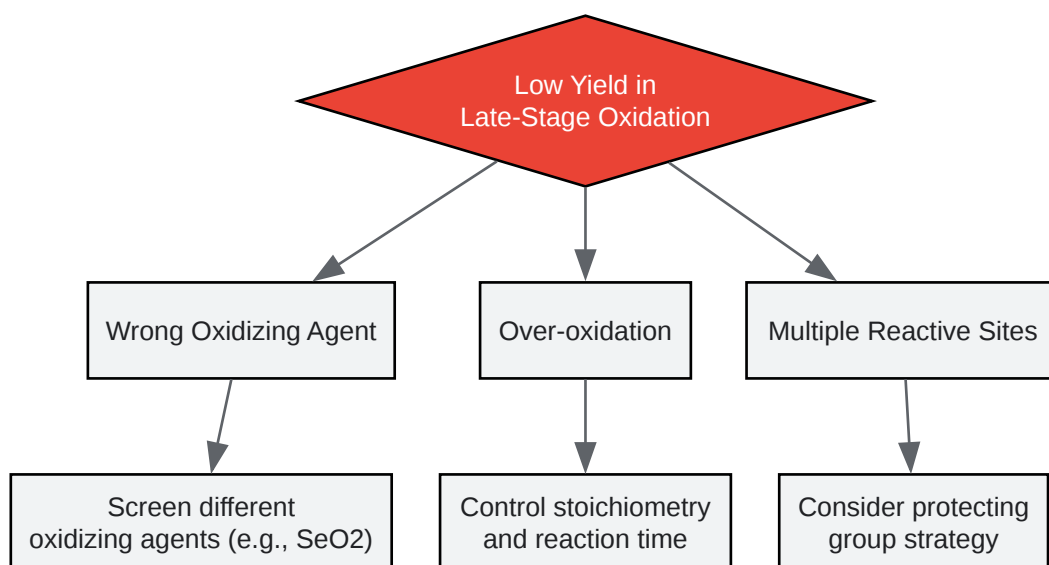 Low Yield in
Late-Stage Oxidation
Wrong Oxidizing Agent
Over-oxidation
Multiple Reactive Sites
Screen different
oxidizing agents (e.g., SeO2)
Control stoichiometry
and reaction time
Consider protecting
group strategy